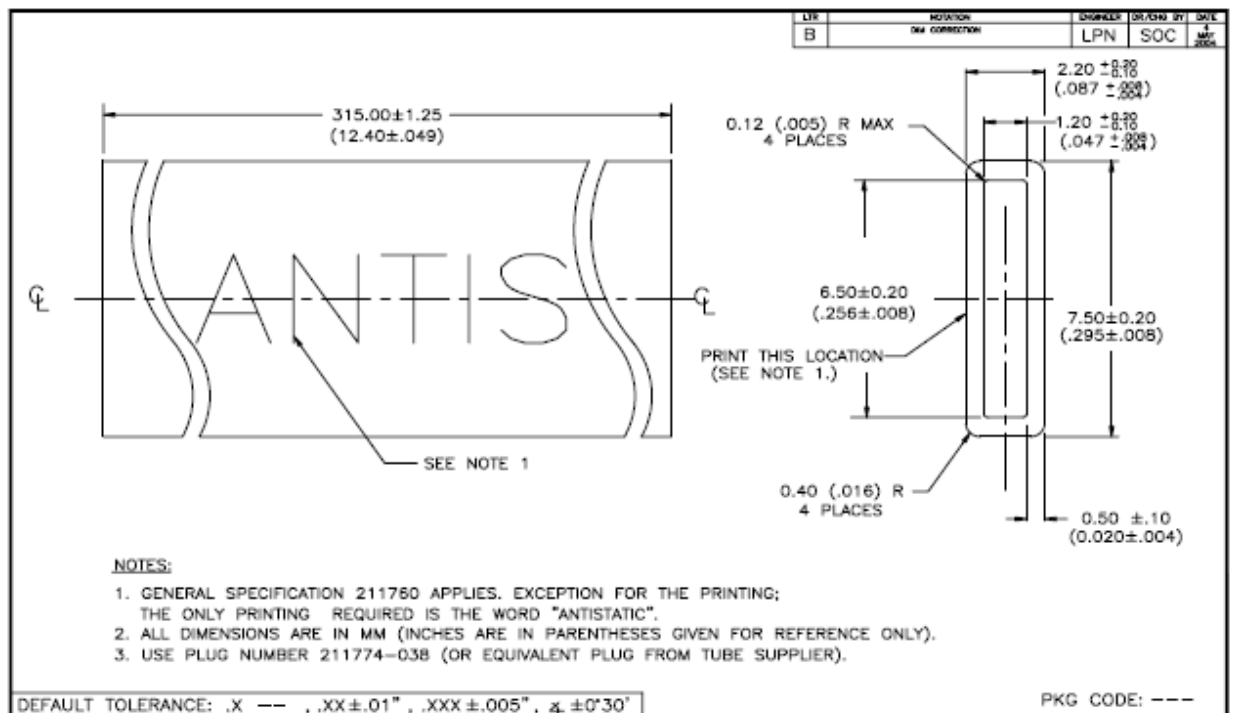 LTR NOTATION ENGINEER DR/CHG BY DATE
B DIM CORRECTION LPN SOC 4 MAY 2004
315.00±1.25
(12.40±.049)
2.20 +0.20 -0.10
(.087 +.008 -.004)
0.12 (.005) R MAX
4 PLACES
1.20 +0.20 -0.10
(.047 +.008 -.004)
ANTIS
℄ ℄
6.50±0.20
(.256±.008)
7.50±0.20
(.295±.008)
PRINT THIS LOCATION
(SEE NOTE 1.)
SEE NOTE 1
0.40 (.016) R
4 PLACES
0.50 ±.10
(0.020±.004)
NOTES:
1. GENERAL SPECIFICATION 211760 APPLIES. EXCEPTION FOR THE PRINTING;
THE ONLY PRINTING REQUIRED IS THE WORD "ANTISTATIC".
2. ALL DIMENSIONS ARE IN MM (INCHES ARE IN PARENTHESES GIVEN FOR REFERENCE ONLY).
3. USE PLUG NUMBER 211774-038 (OR EQUIVALENT PLUG FROM TUBE SUPPLIER).
DEFAULT TOLERANCE: .X -- , .XX±.01" , .XXX±.005" , ∡ ±0°30'
PKG CODE: ---